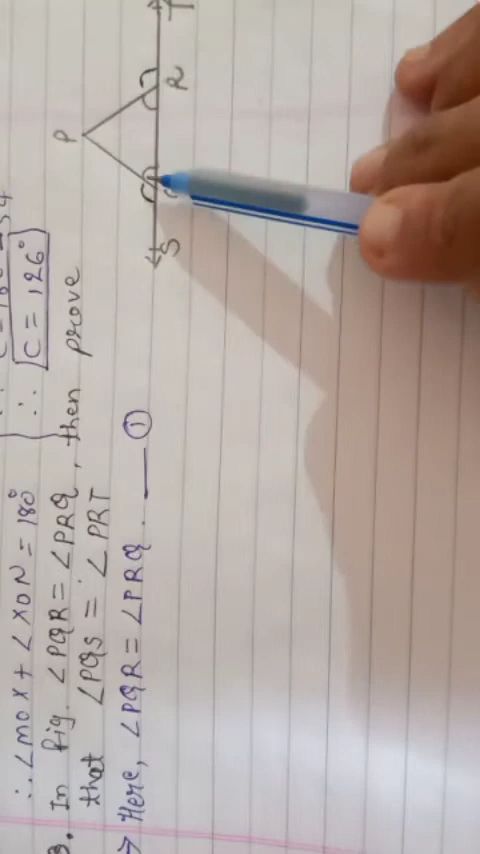 C = 126°
∴ ∠MOX + ∠XON = 180° ∴
3. In fig. ∠PQR = ∠PRQ, then prove
that ∠PQS = ∠PRT
→ Here, ∠PQR = ∠PRQ. — ①
P
S
R
T